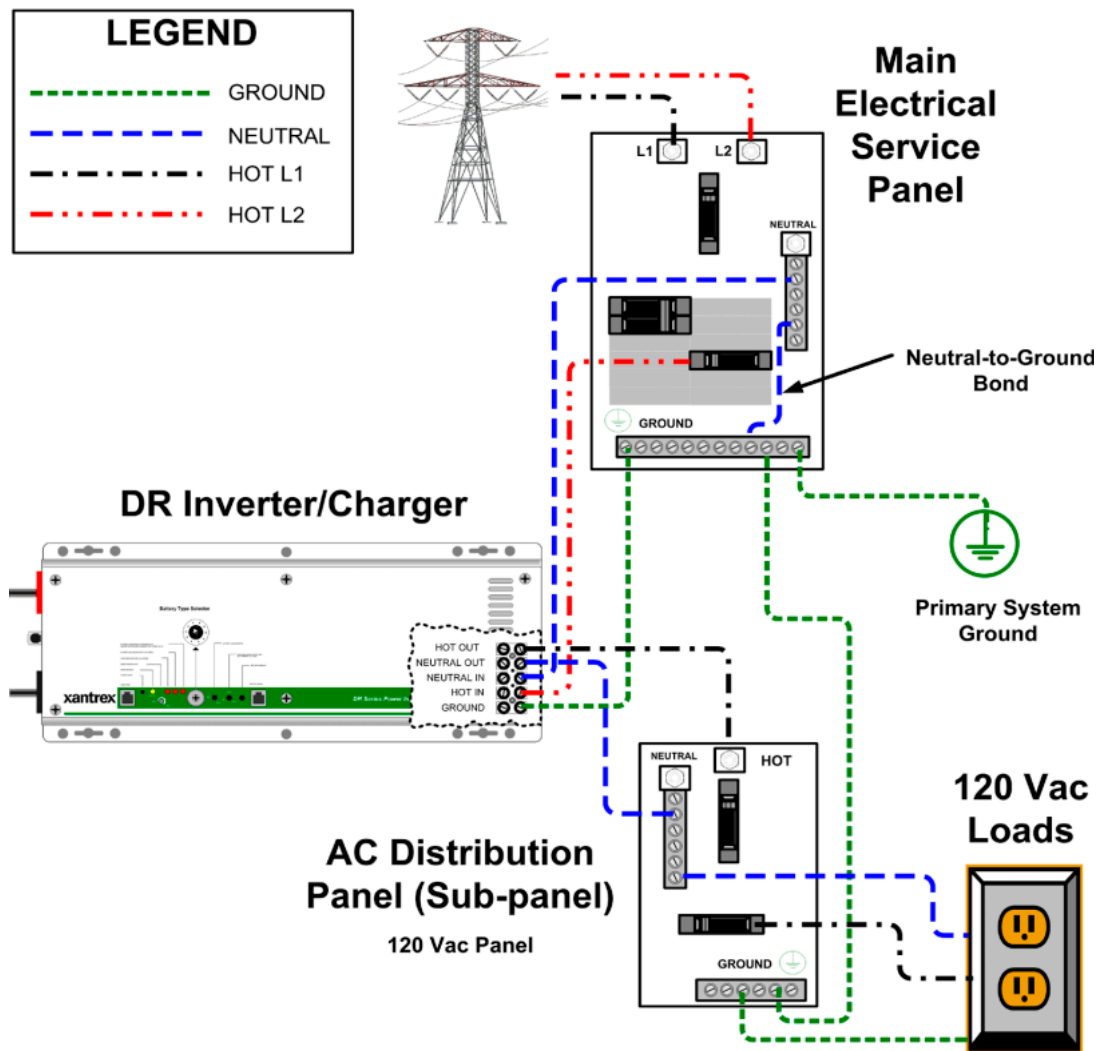 LEGEND
GROUND
NEUTRAL
HOT L1
HOT L2
Main
Electrical
Service
Panel
L1
L2
NEUTRAL
Neutral-to-Ground
Bond
GROUND
DR Inverter/Charger
Primary System
Ground
Battery Type Selector
HOT OUT
NEUTRAL OUT
NEUTRAL IN
HOT IN
GROUND
xantrex
DR Series Power
NEUTRAL
HOT
120 Vac
Loads
AC Distribution
Panel (Sub-panel)
120 Vac Panel
GROUND